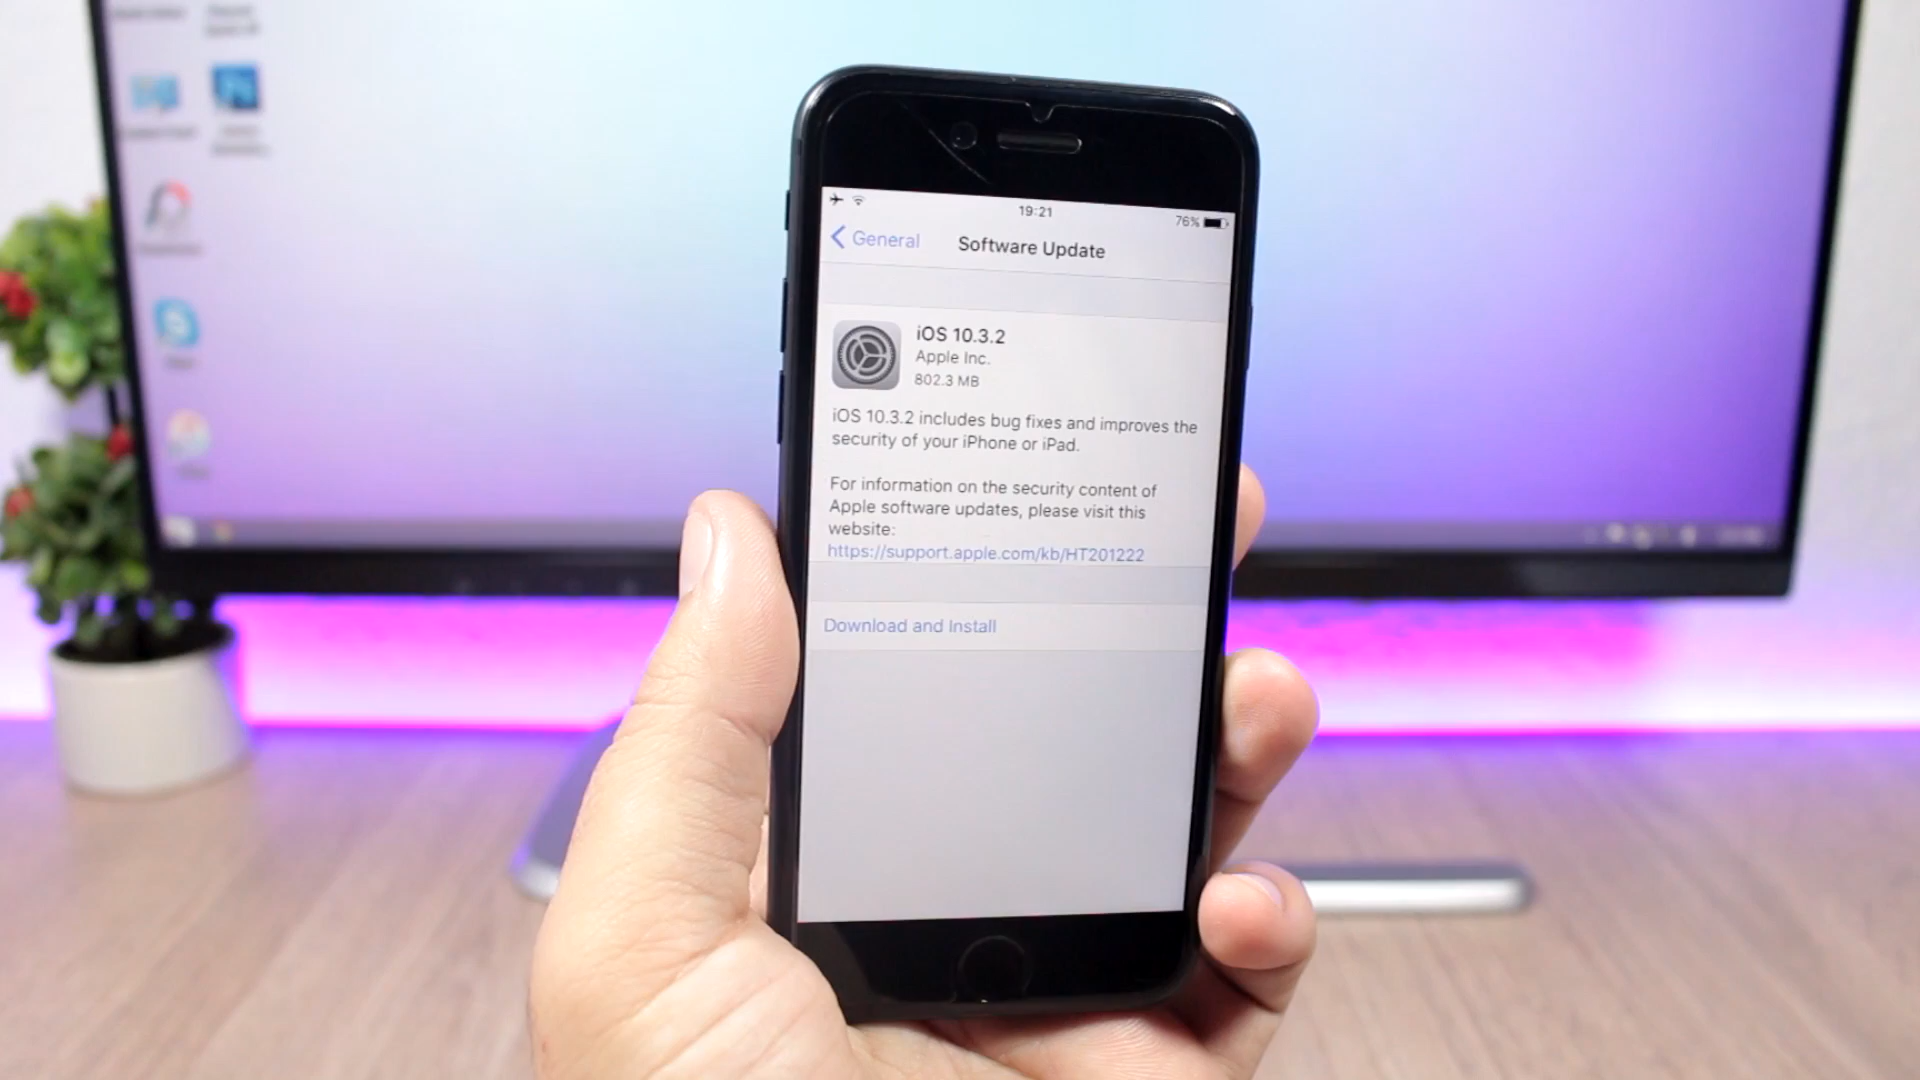 19:21
76%
General
Software Update
iOS 10.3.2
Apple Inc.
802.3 MB
iOS 10.3.2 includes bug fixes and improves the
security of your iPhone or iPad.
For information on the security content of
Apple software updates, please visit this
website:
https://support.apple.com/kb/HT201222
Download and Install